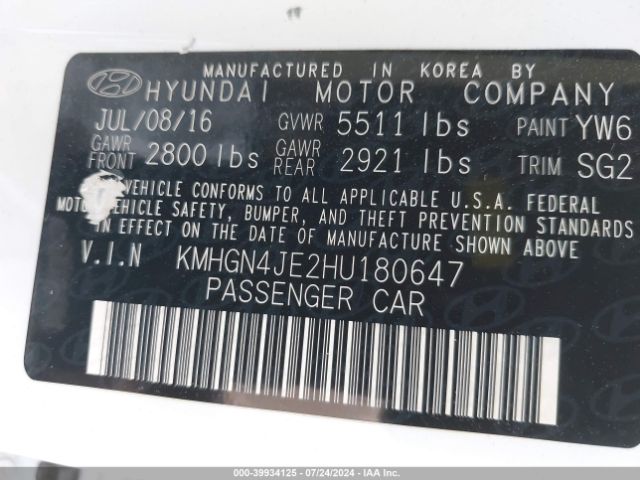 MANUFACTURED IN KOREA BY
HYUNDAI MOTOR COMPANY
JUL/08/16 GVWR 5511 lbs PAINT YW6
GAWR FRONT 2800 lbs GAWR REAR 2921 lbs TRIM SG2
VEHICLE CONFORMS TO ALL APPLICABLE U.S.A. FEDERAL
MOTOR VEHICLE SAFETY, BUMPER, AND THEFT PREVENTION STANDARDS
IN EFFECT ON THE DATE OF MANUFACTURE SHOWN ABOVE.
V.I.N KMHGN4JE2HU180647
PASSENGER CAR
000-39934125 - 07/24/2024 - IAA Inc.